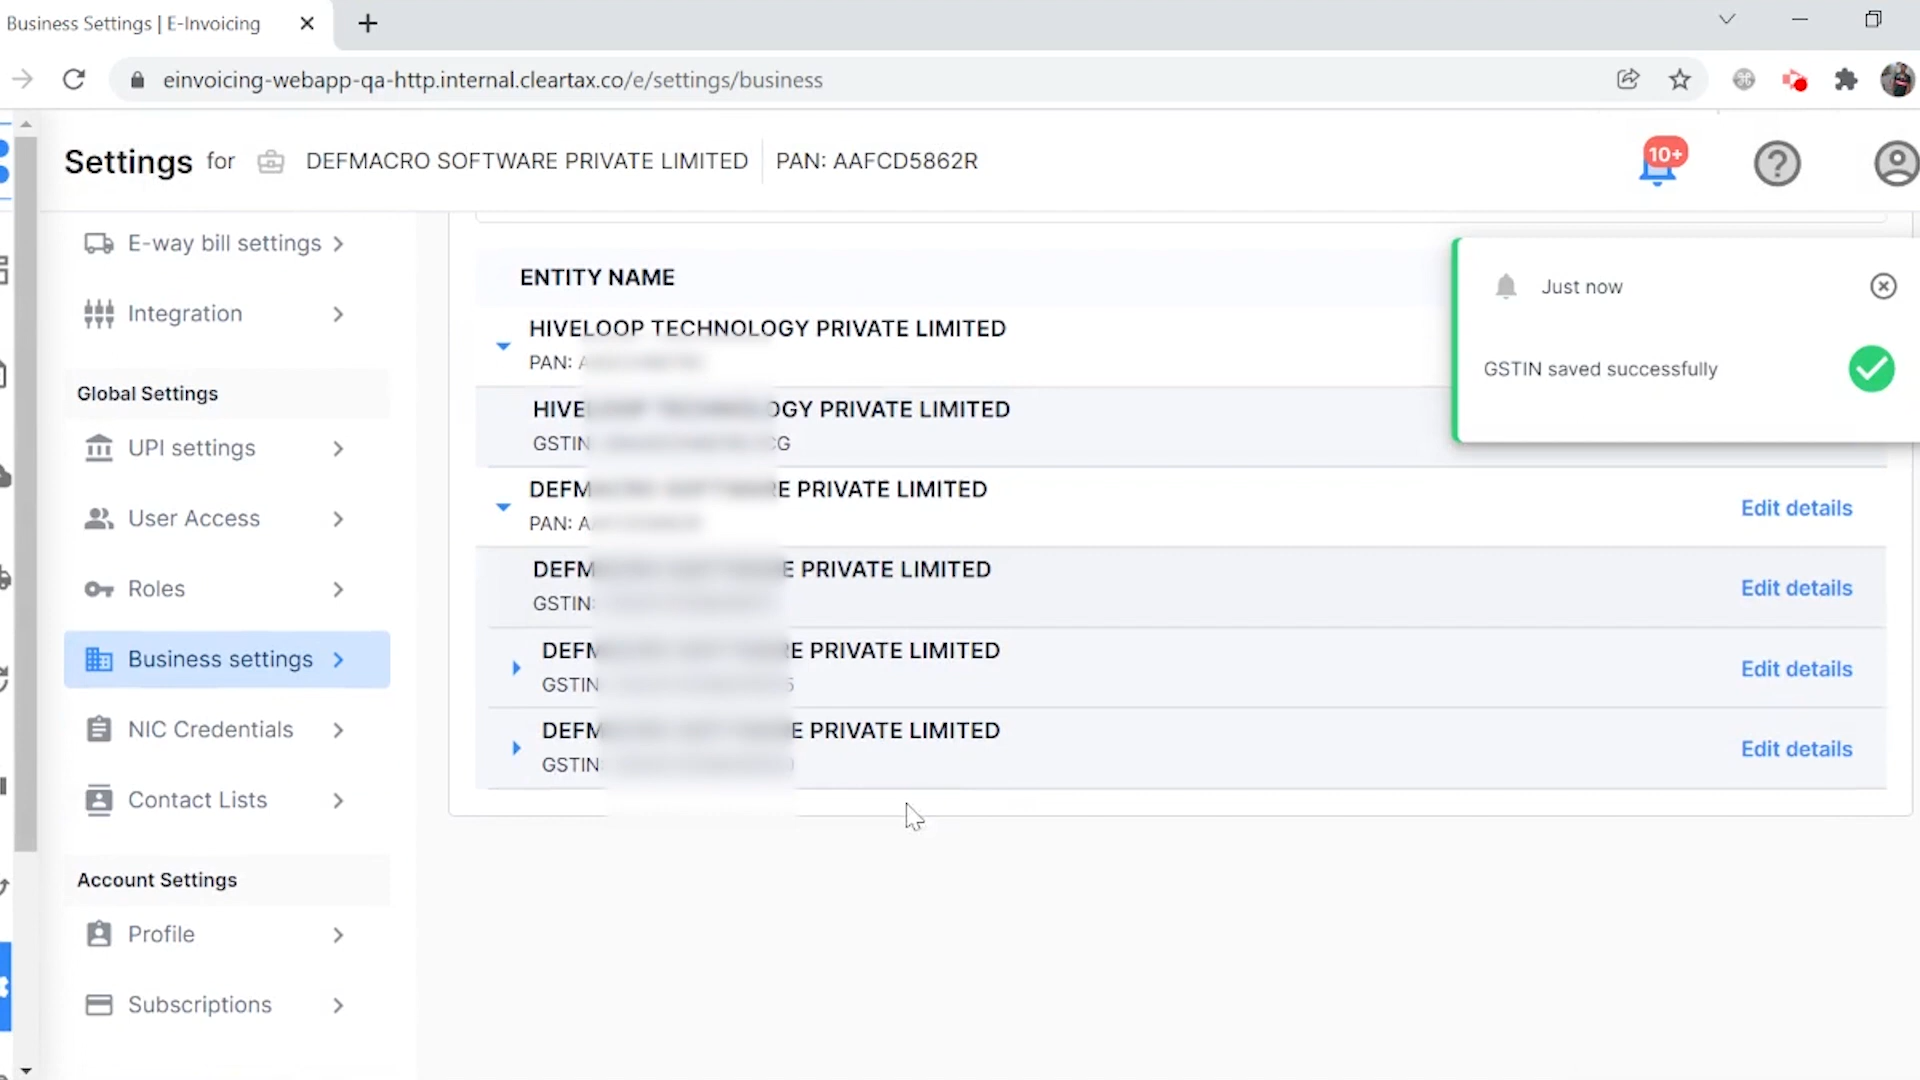 Business Settings | E-Invoicing
einvoicing-webapp-qa-http.internal.cleartax.co/e/settings/business
Settings for DEFMACRO SOFTWARE PRIVATE LIMITED PAN: AAFCD5862R
10+
E-way bill settings
Integration
Global Settings
UPI settings
User Access
Roles
Business settings
NIC Credentials
Contact Lists
Account Settings
Profile
Subscriptions
ENTITY NAME
HIVELOOP TECHNOLOGY PRIVATE LIMITED
PAN: A
HIVE OGY PRIVATE LIMITED
GSTIN CG
DEFM E PRIVATE LIMITED
PAN: A
Edit details
DEFM E PRIVATE LIMITED
GSTIN:
Edit details
DEFM E PRIVATE LIMITED
GSTIN 5
Edit details
DEFM E PRIVATE LIMITED
GSTIN:
Edit details
Just now
GSTIN saved successfully